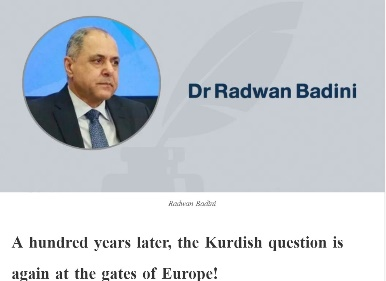 Dr Radwan Badini
Radwan Badini
A hundred years later, the Kurdish question is
again at the gates of Europe!